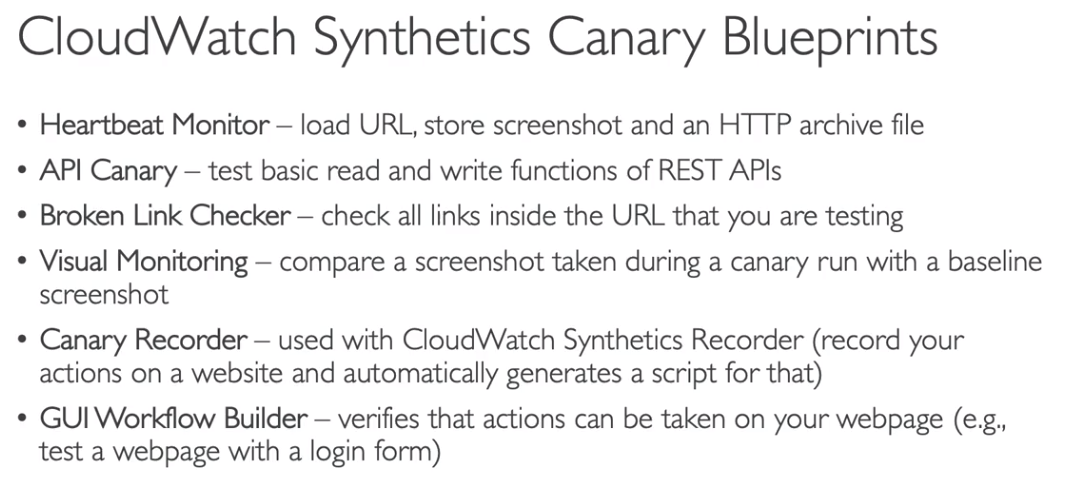 CloudWatch Synthetics Canary Blueprints
• Heartbeat Monitor – load URL, store screenshot and an HTTP archive file
• API Canary – test basic read and write functions of REST APIs
• Broken Link Checker – check all links inside the URL that you are testing
• Visual Monitoring – compare a screenshot taken during a canary run with a baseline
screenshot
• Canary Recorder – used with CloudWatch Synthetics Recorder (record your
actions on a website and automatically generates a script for that)
• GUI Workflow Builder – verifies that actions can be taken on your webpage (e.g.,
test a webpage with a login form)